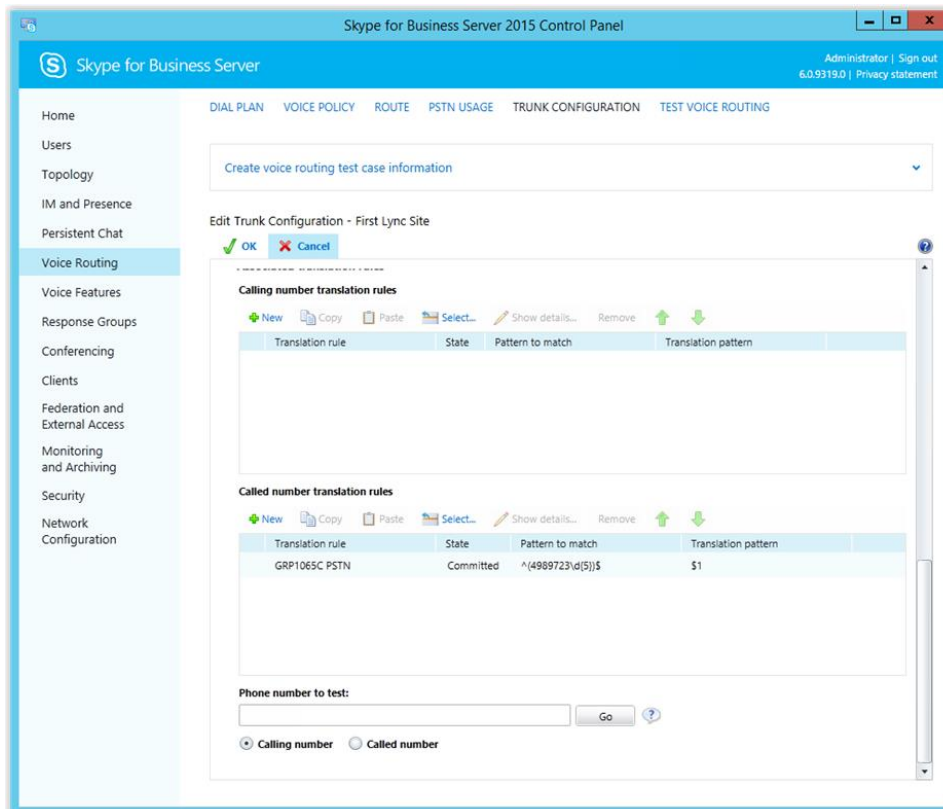 Skype for Business Server 2015 Control Panel
Skype for Business Server
Administrator | Sign out
6.0.9319.0 | Privacy statement
Home
Users
Topology
IM and Presence
Persistent Chat
Voice Routing
Voice Features
Response Groups
Conferencing
Clients
Federation and
External Access
Monitoring
and Archiving
Security
Network
Configuration
DIAL PLAN VOICE POLICY ROUTE PSTN USAGE TRUNK CONFIGURATION TEST VOICE ROUTING
Create voice routing test case information
Edit Trunk Configuration - First Lync Site
OK Cancel
Associated translation rules
Calling number translation rules
New Copy Paste Select... Show details... Remove
Translation rule State Pattern to match Translation pattern
Called number translation rules
New Copy Paste Select... Show details... Remove
Translation rule State Pattern to match Translation pattern
GRP1065C PSTN Committed ^(4989723\d{5})$ $1
Phone number to test:
Go
Calling number Called number